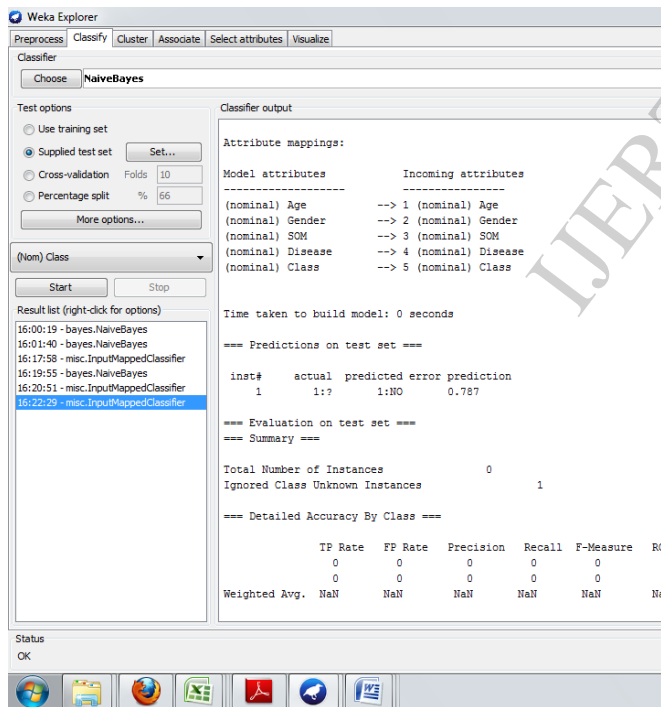 Weka Explorer
Preprocess Classify Cluster Associate Select attributes Visualize
Classifier
Choose NaiveBayes
Test options
Use training set
Supplied test set Set...
Cross-validation Folds 10
Percentage split % 66
More options...
(Nom) Class
Start Stop
Result list (right-click for options)
16:00:19 - bayes.NaiveBayes
16:01:40 - bayes.NaiveBayes
16:17:58 - misc.InputMappedClassifier
16:19:55 - bayes.NaiveBayes
16:20:51 - misc.InputMappedClassifier
16:22:29 - misc.InputMappedClassifier
Classifier output
Attribute mappings:
Model attributes Incoming attributes
------------------- ----------------
(nominal) Age --> 1 (nominal) Age
(nominal) Gender --> 2 (nominal) Gender
(nominal) SOM --> 3 (nominal) SOM
(nominal) Disease --> 4 (nominal) Disease
(nominal) Class --> 5 (nominal) Class
Time taken to build model: 0 seconds
=== Predictions on test set ===
inst# actual predicted error prediction
1 1:? 1:NO 0.787
=== Evaluation on test set ===
=== Summary ===
Total Number of Instances 0
Ignored Class Unknown Instances 1
=== Detailed Accuracy By Class ===
TP Rate FP Rate Precision Recall F-Measure
0 0 0 0 0
0 0 0 0 0
Weighted Avg. NaN NaN NaN NaN NaN
Status
OK
IJERT